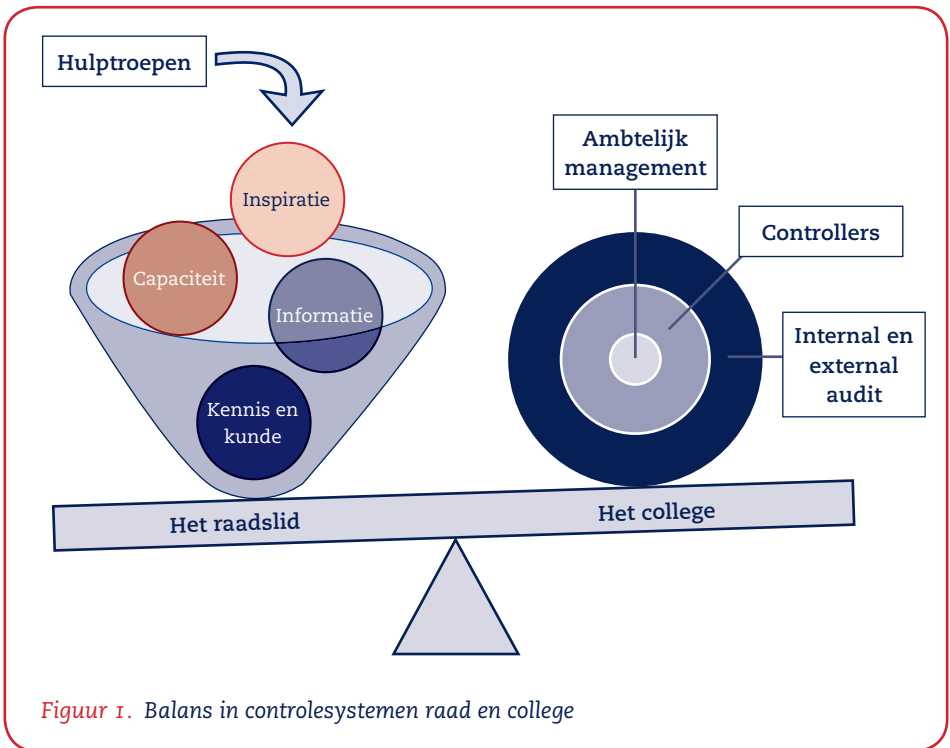 Hulptroepen
Inspiratie
Capaciteit
Informatie
Kennis en
kunde
Ambtelijk
management
Controllers
Internal en
external
audit
Het raadslid
Het college
Figuur 1. Balans in controlesystemen raad en college